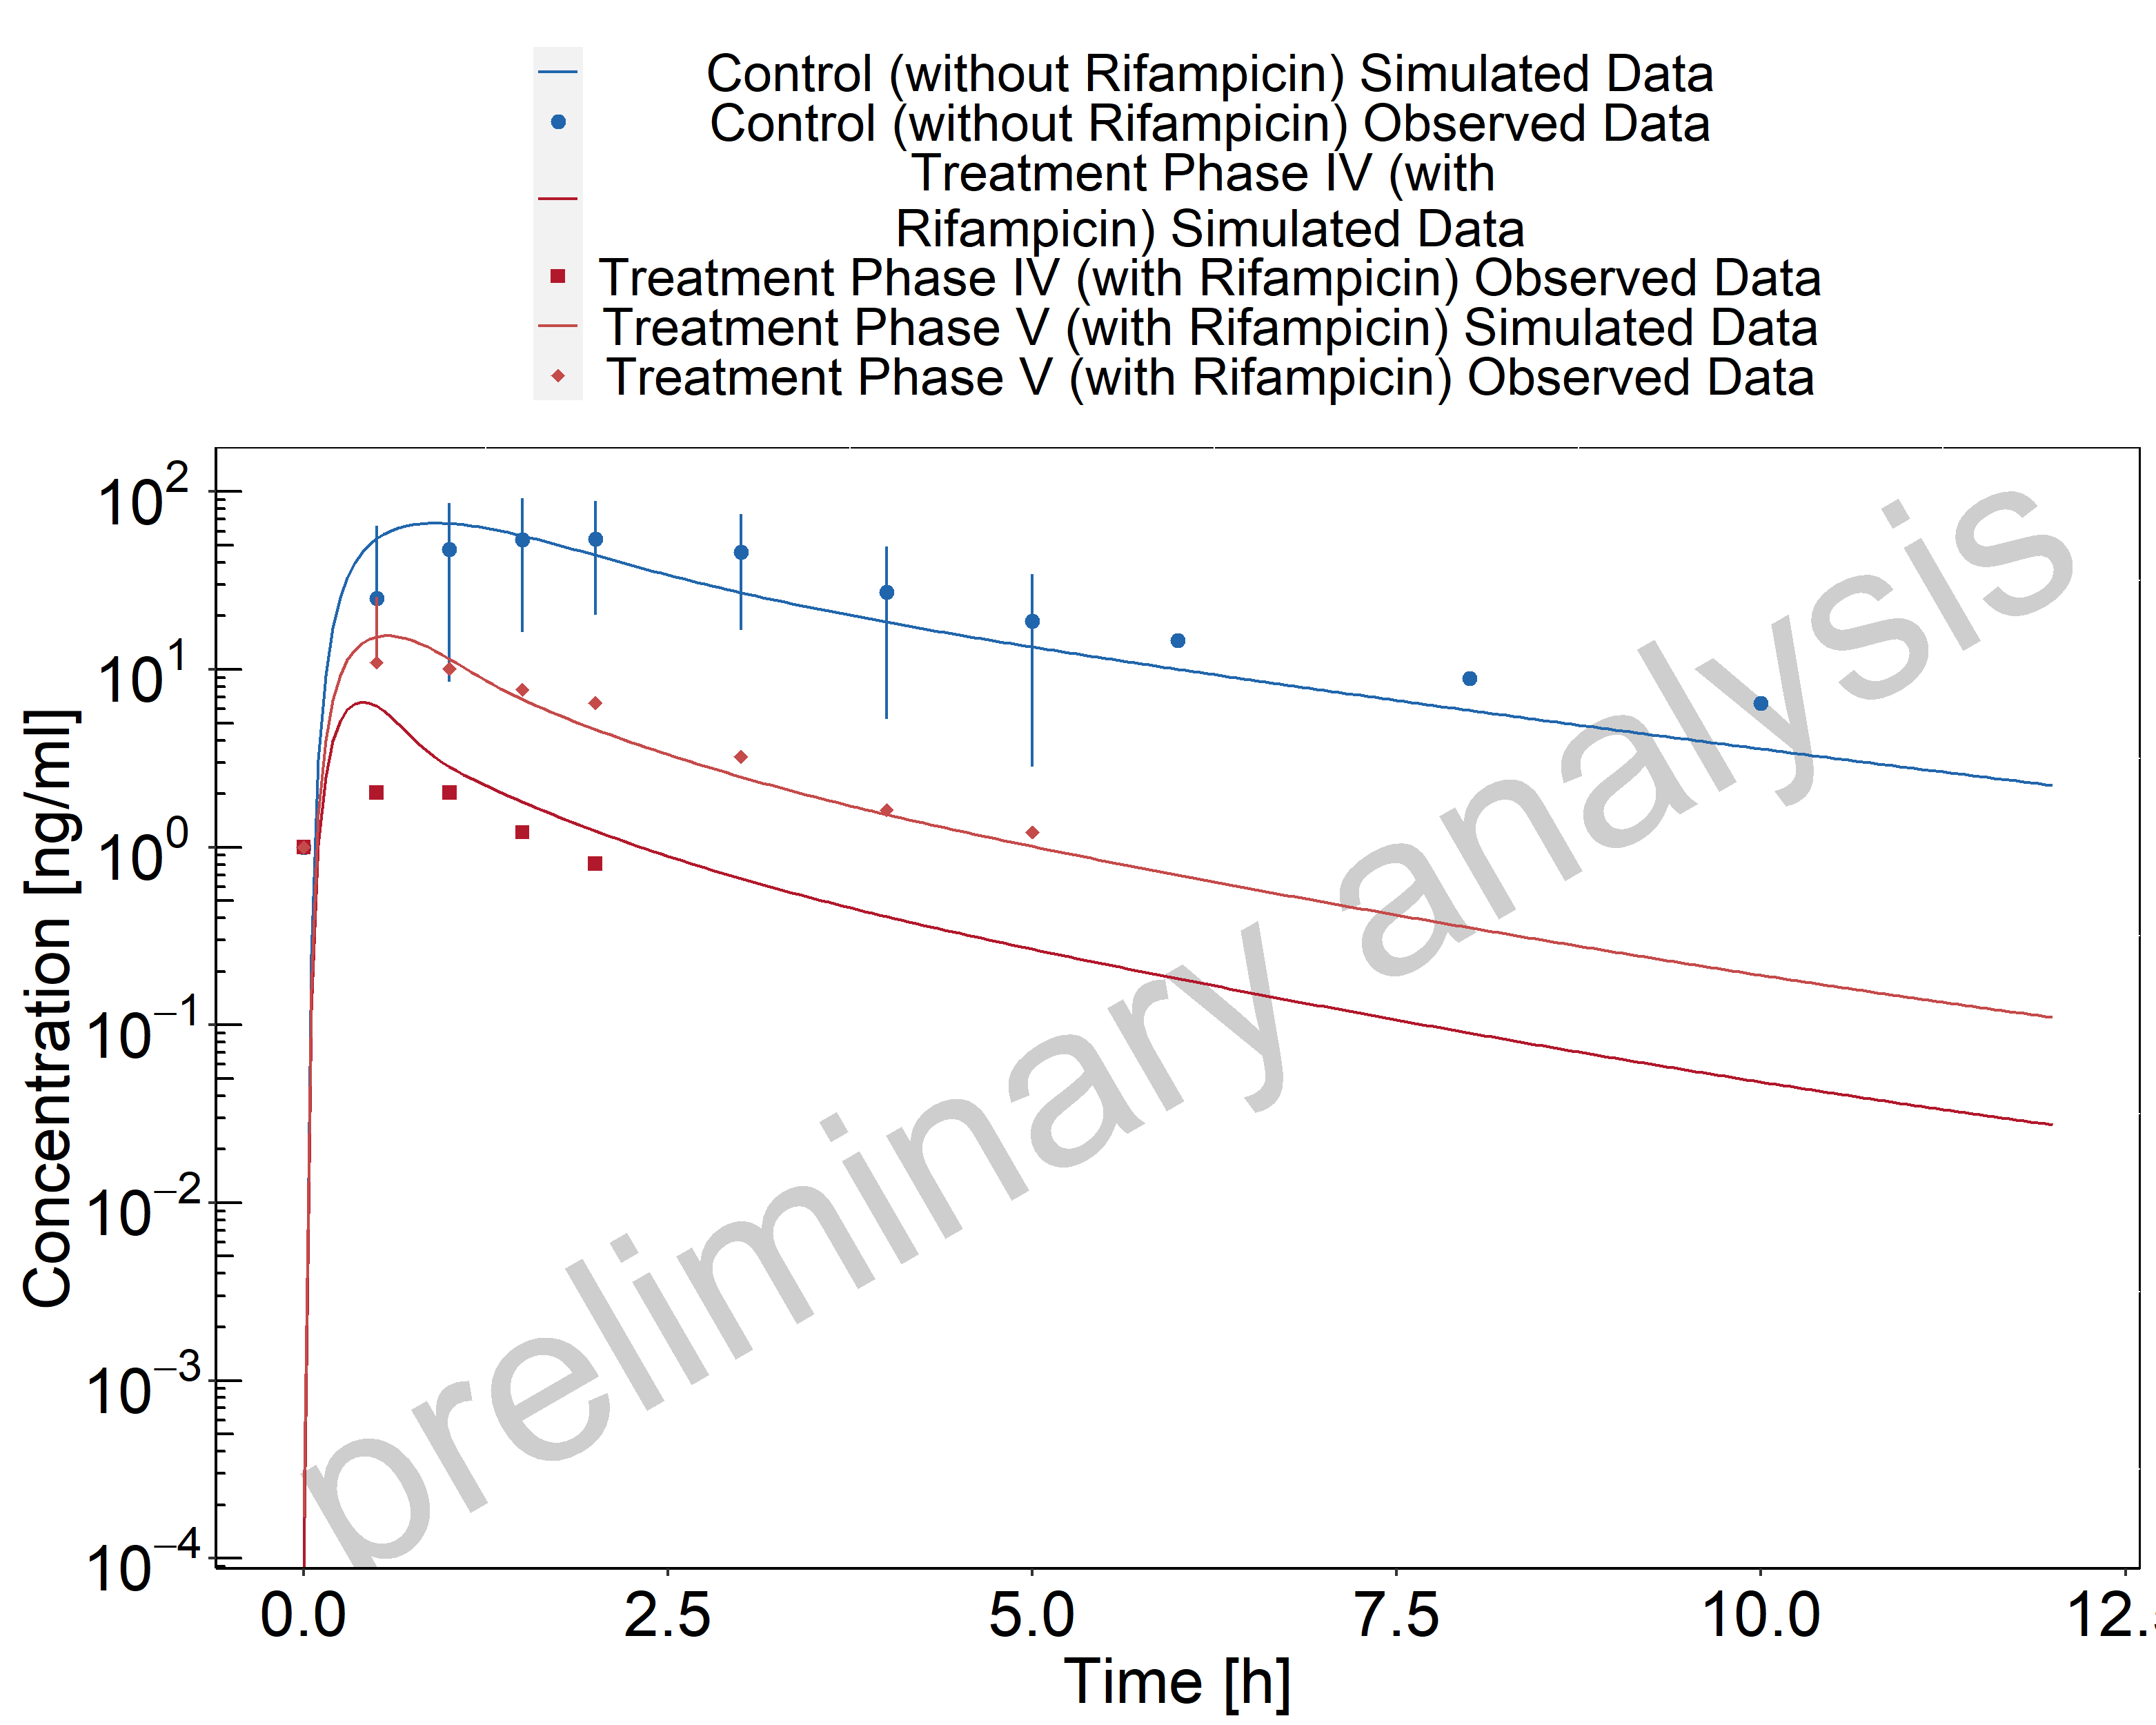 Control (without Rifampicin) Simulated Data
Control (without Rifampicin) Observed Data
Treatment Phase IV (with
Rifampicin) Simulated Data
Treatment Phase IV (with Rifampicin) Observed Data
Treatment Phase V (with Rifampicin) Simulated Data
Treatment Phase V (with Rifampicin) Observed Data
10²
10¹
10⁰
10⁻¹
10⁻²
10⁻³
10⁻⁴
Concentration [ng/ml]
preliminary analysis
0.0 2.5 5.0 7.5 10.0
Time [h]